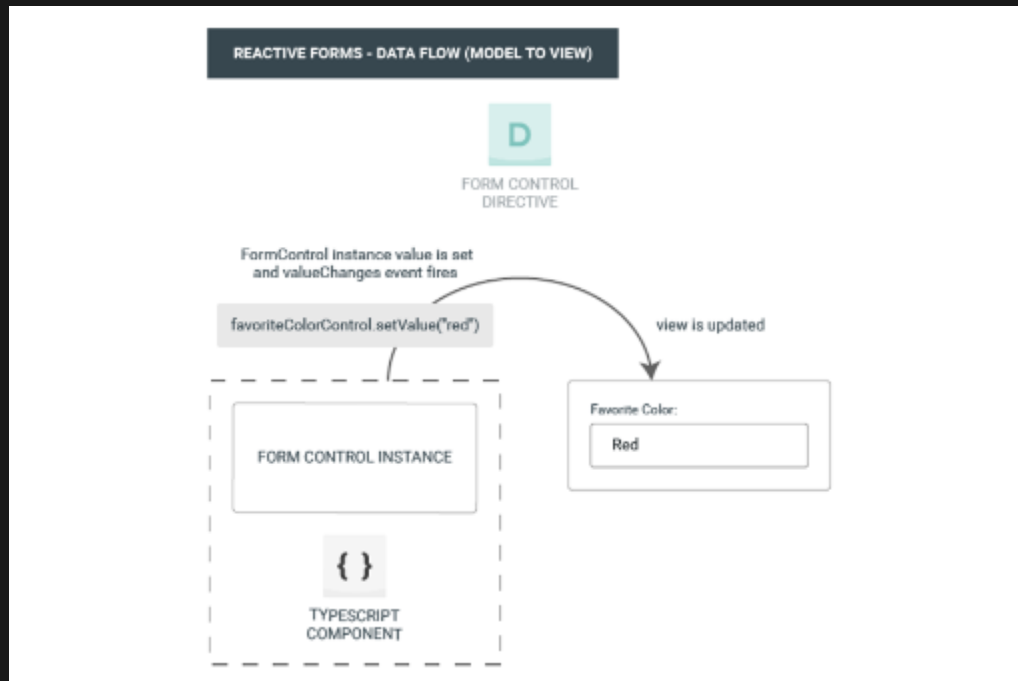 REACTIVE FORMS - DATA FLOW (MODEL TO VIEW)
D
FORM CONTROL
DIRECTIVE
FormControl instance value is set
and valueChanges event fires
favoriteColorControl.setValue("red")
view is updated
Favorite Color:
Red
FORM CONTROL INSTANCE
{ }
TYPESCRIPT
COMPONENT